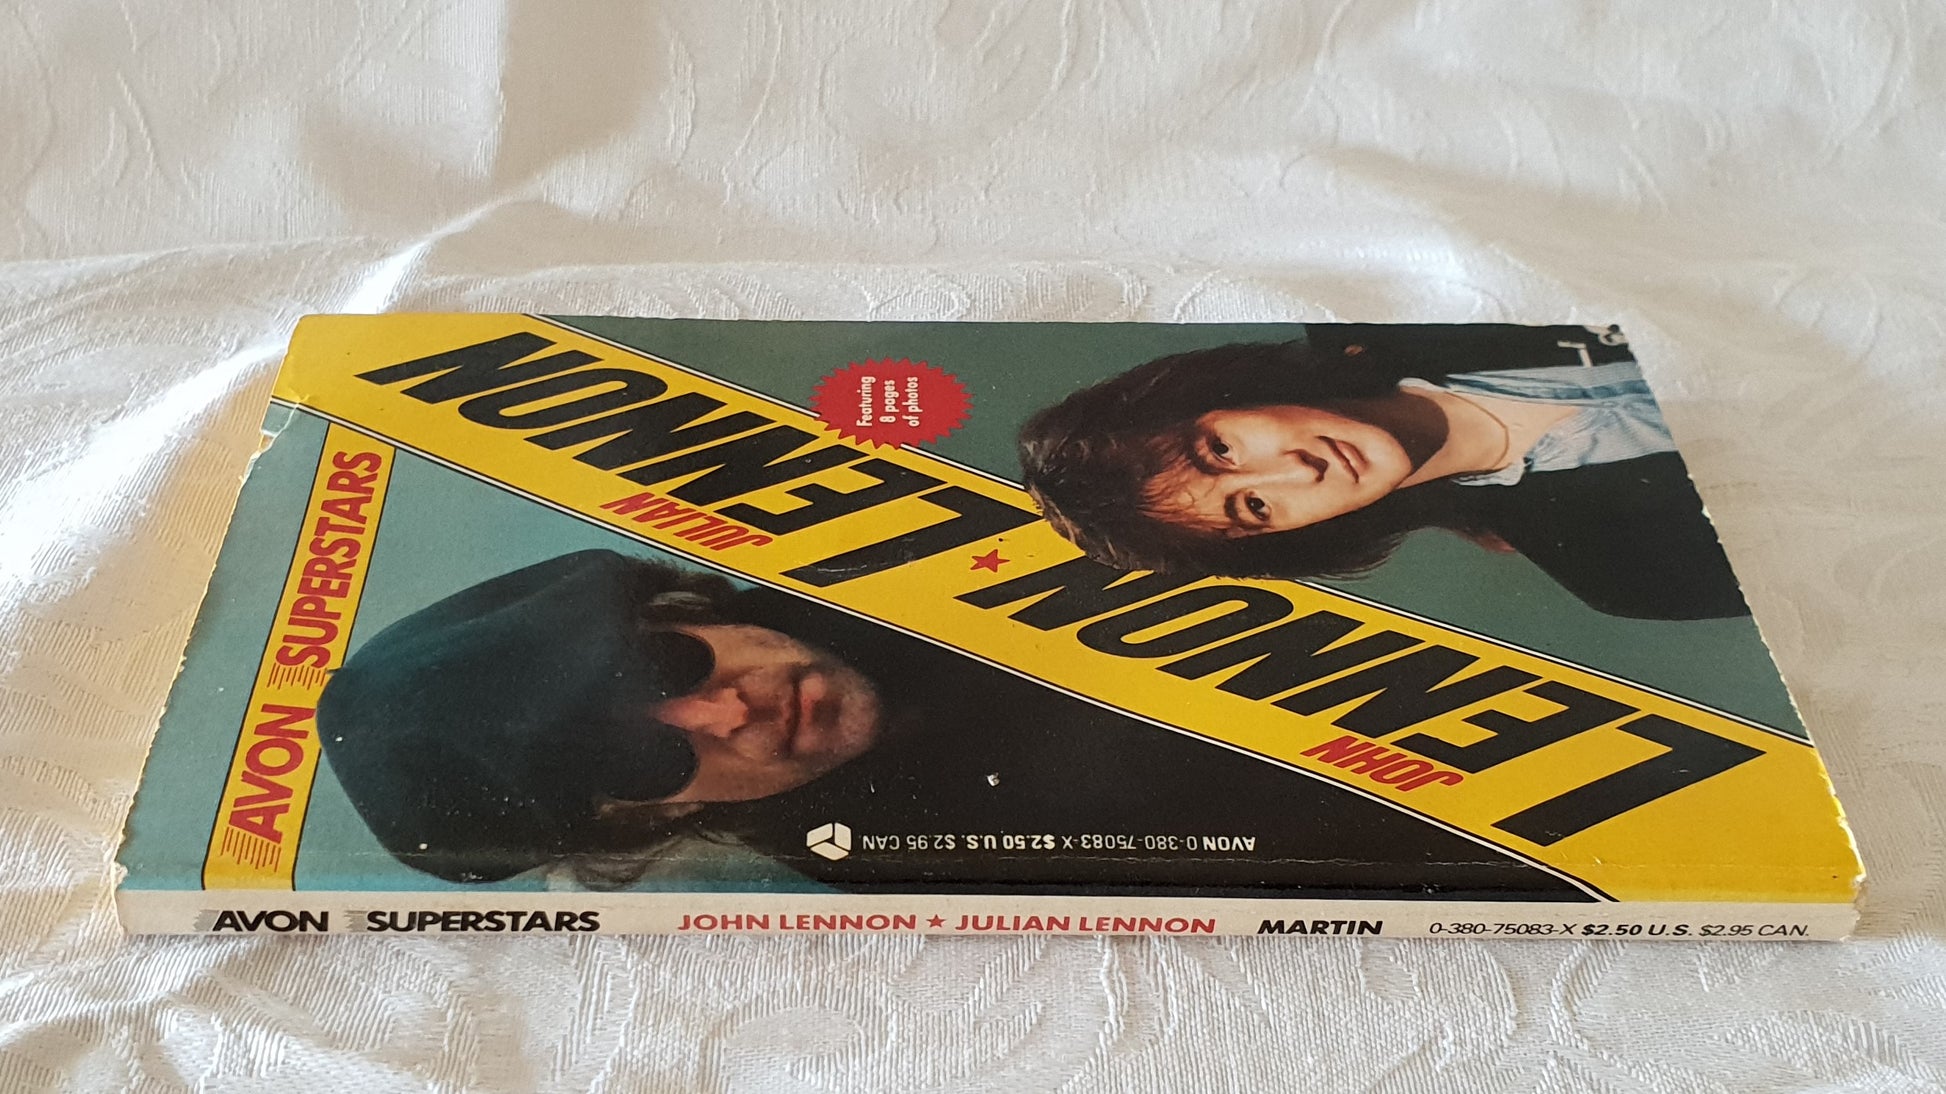 AVON SUPERSTARS
JULIAN
LENNON ★
JOHN
LENNON
Featuring
8 pages
of photos
AVON 0-380-75083-X $2.50 U.S. $2.95 CAN.
AVON SUPERSTARS JOHN LENNON ★ JULIAN LENNON MARTIN 0-380-75083-X $2.50 U.S. $2.95 CAN.